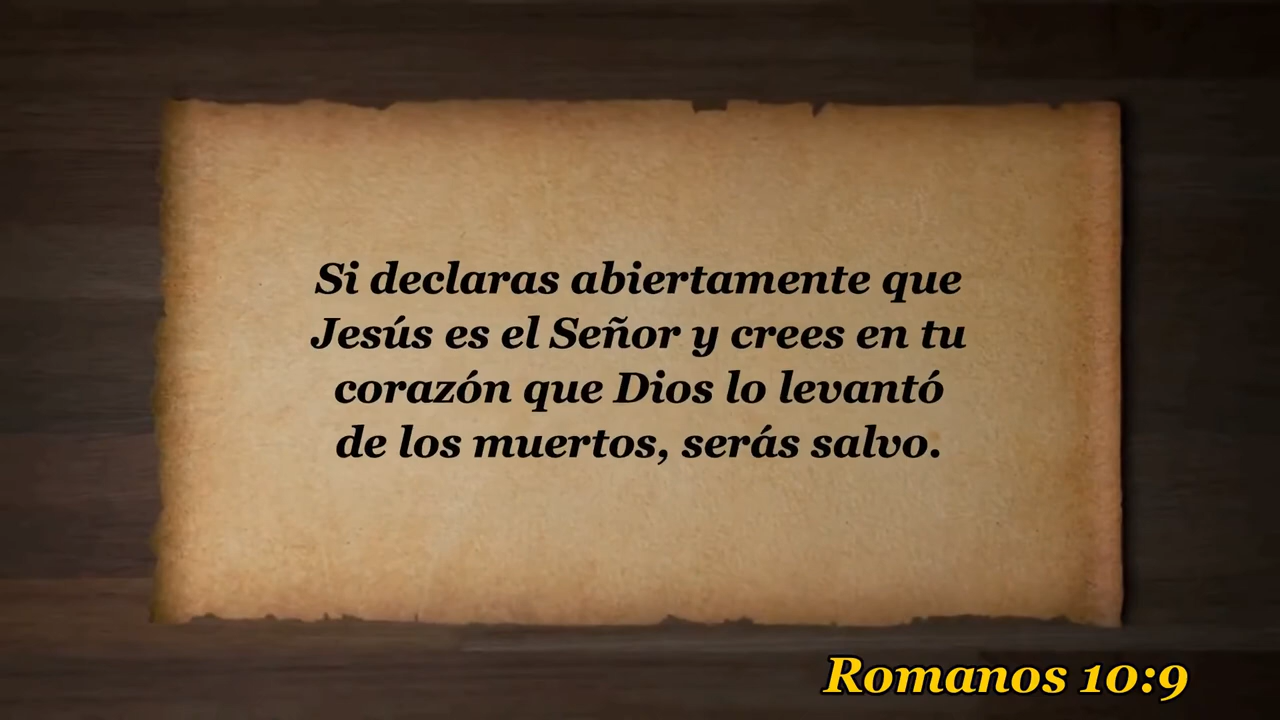 Si declaras abiertamente que
Jesús es el Señor y crees en tu
corazón que Dios lo levantó
de los muertos, serás salvo.
Romanos 10:9